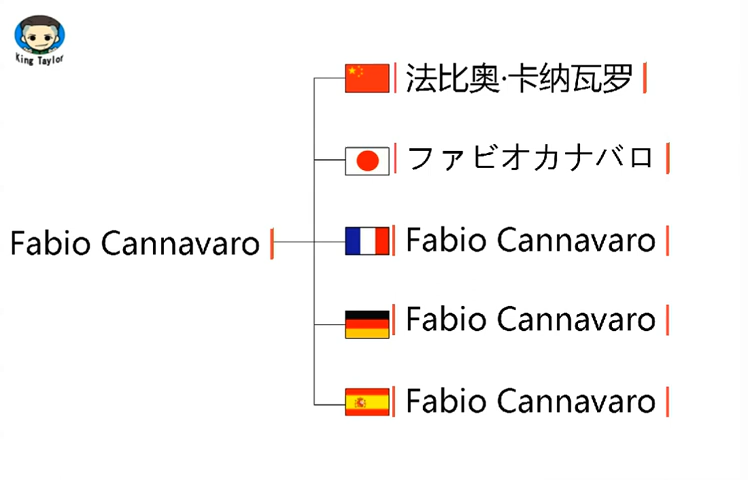 King Taylor
法比奥·卡纳瓦罗
ファビオカナバロ
Fabio Cannavaro
Fabio Cannavaro
Fabio Cannavaro
Fabio Cannavaro